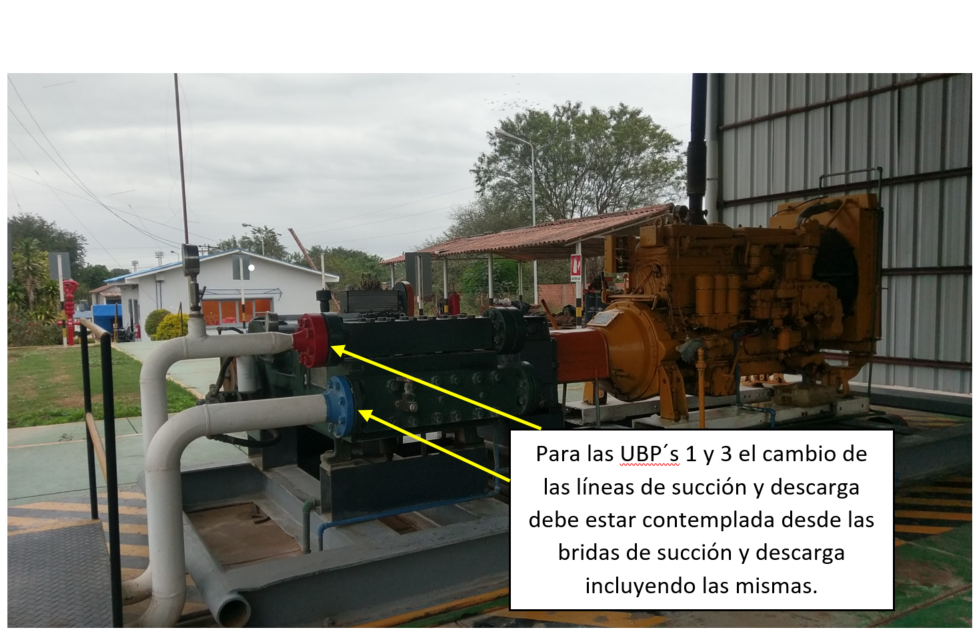 Para las UBP´s 1 y 3 el cambio de
las líneas de succión y descarga
debe estar contemplada desde las
bridas de succión y descarga
incluyendo las mismas.